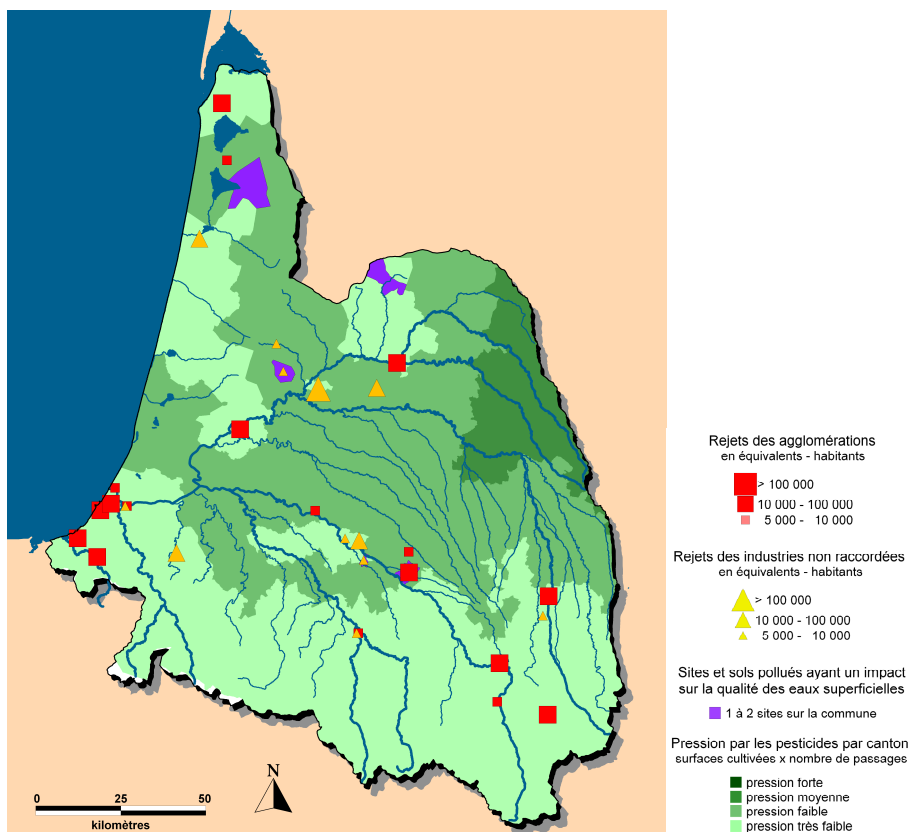 Rejets des agglomérations
en équivalents - habitants
> 100 000
10 000 - 100 000
5 000 - 10 000
Rejets des industries non raccordées
en équivalents - habitants
> 100 000
10 000 - 100 000
5 000 - 10 000
Sites et sols pollués ayant un impact
sur la qualité des eaux superficielles
1 à 2 sites sur la commune
Pression par les pesticides par canton
surfaces cultivées x nombre de passages
pression forte
pression moyenne
pression faible
pression très faible
N
0 25 50
kilomètres